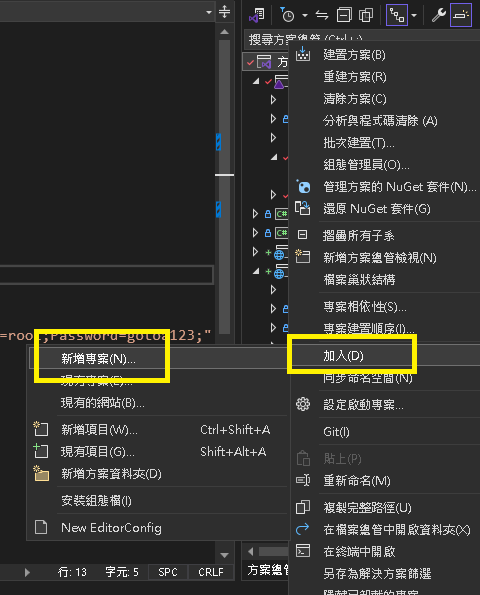 搜尋方案總管 (Ctrl+;)
方
建置方案(B)
重建方案(R)
清除方案(C)
分析與程式碼清除 (A)
批次建置(T)...
組態管理員(O)...
管理方案的 NuGet 套件(N)...
還原 NuGet 套件(G)
C#
C#
摺疊所有子系
新增方案總管檢視(N)
檔案巢狀結構
專案相依性(S)...
專案建置順序(I)...
=root;Password=gotoa123;"
加入(D)
新增專案(N)...
同步命名空間(N)
現有專案(E)...
現有的網站(B)...
設定啟動專案...
新增項目(W)... Ctrl+Shift+A
Git(I)
現有項目(G)... Shift+Alt+A
貼上(P)
新增方案資料夾(D)
重新命名(M)
安裝組態檔(I)
複製完整路徑(U)
New EditorConfig
在檔案總管中開啟資料夾(X)
在終端中開啟
行: 13 字元: 5 SPC CRLF
方案總管
另存為解決方案篩選
隱藏已卸載的專案